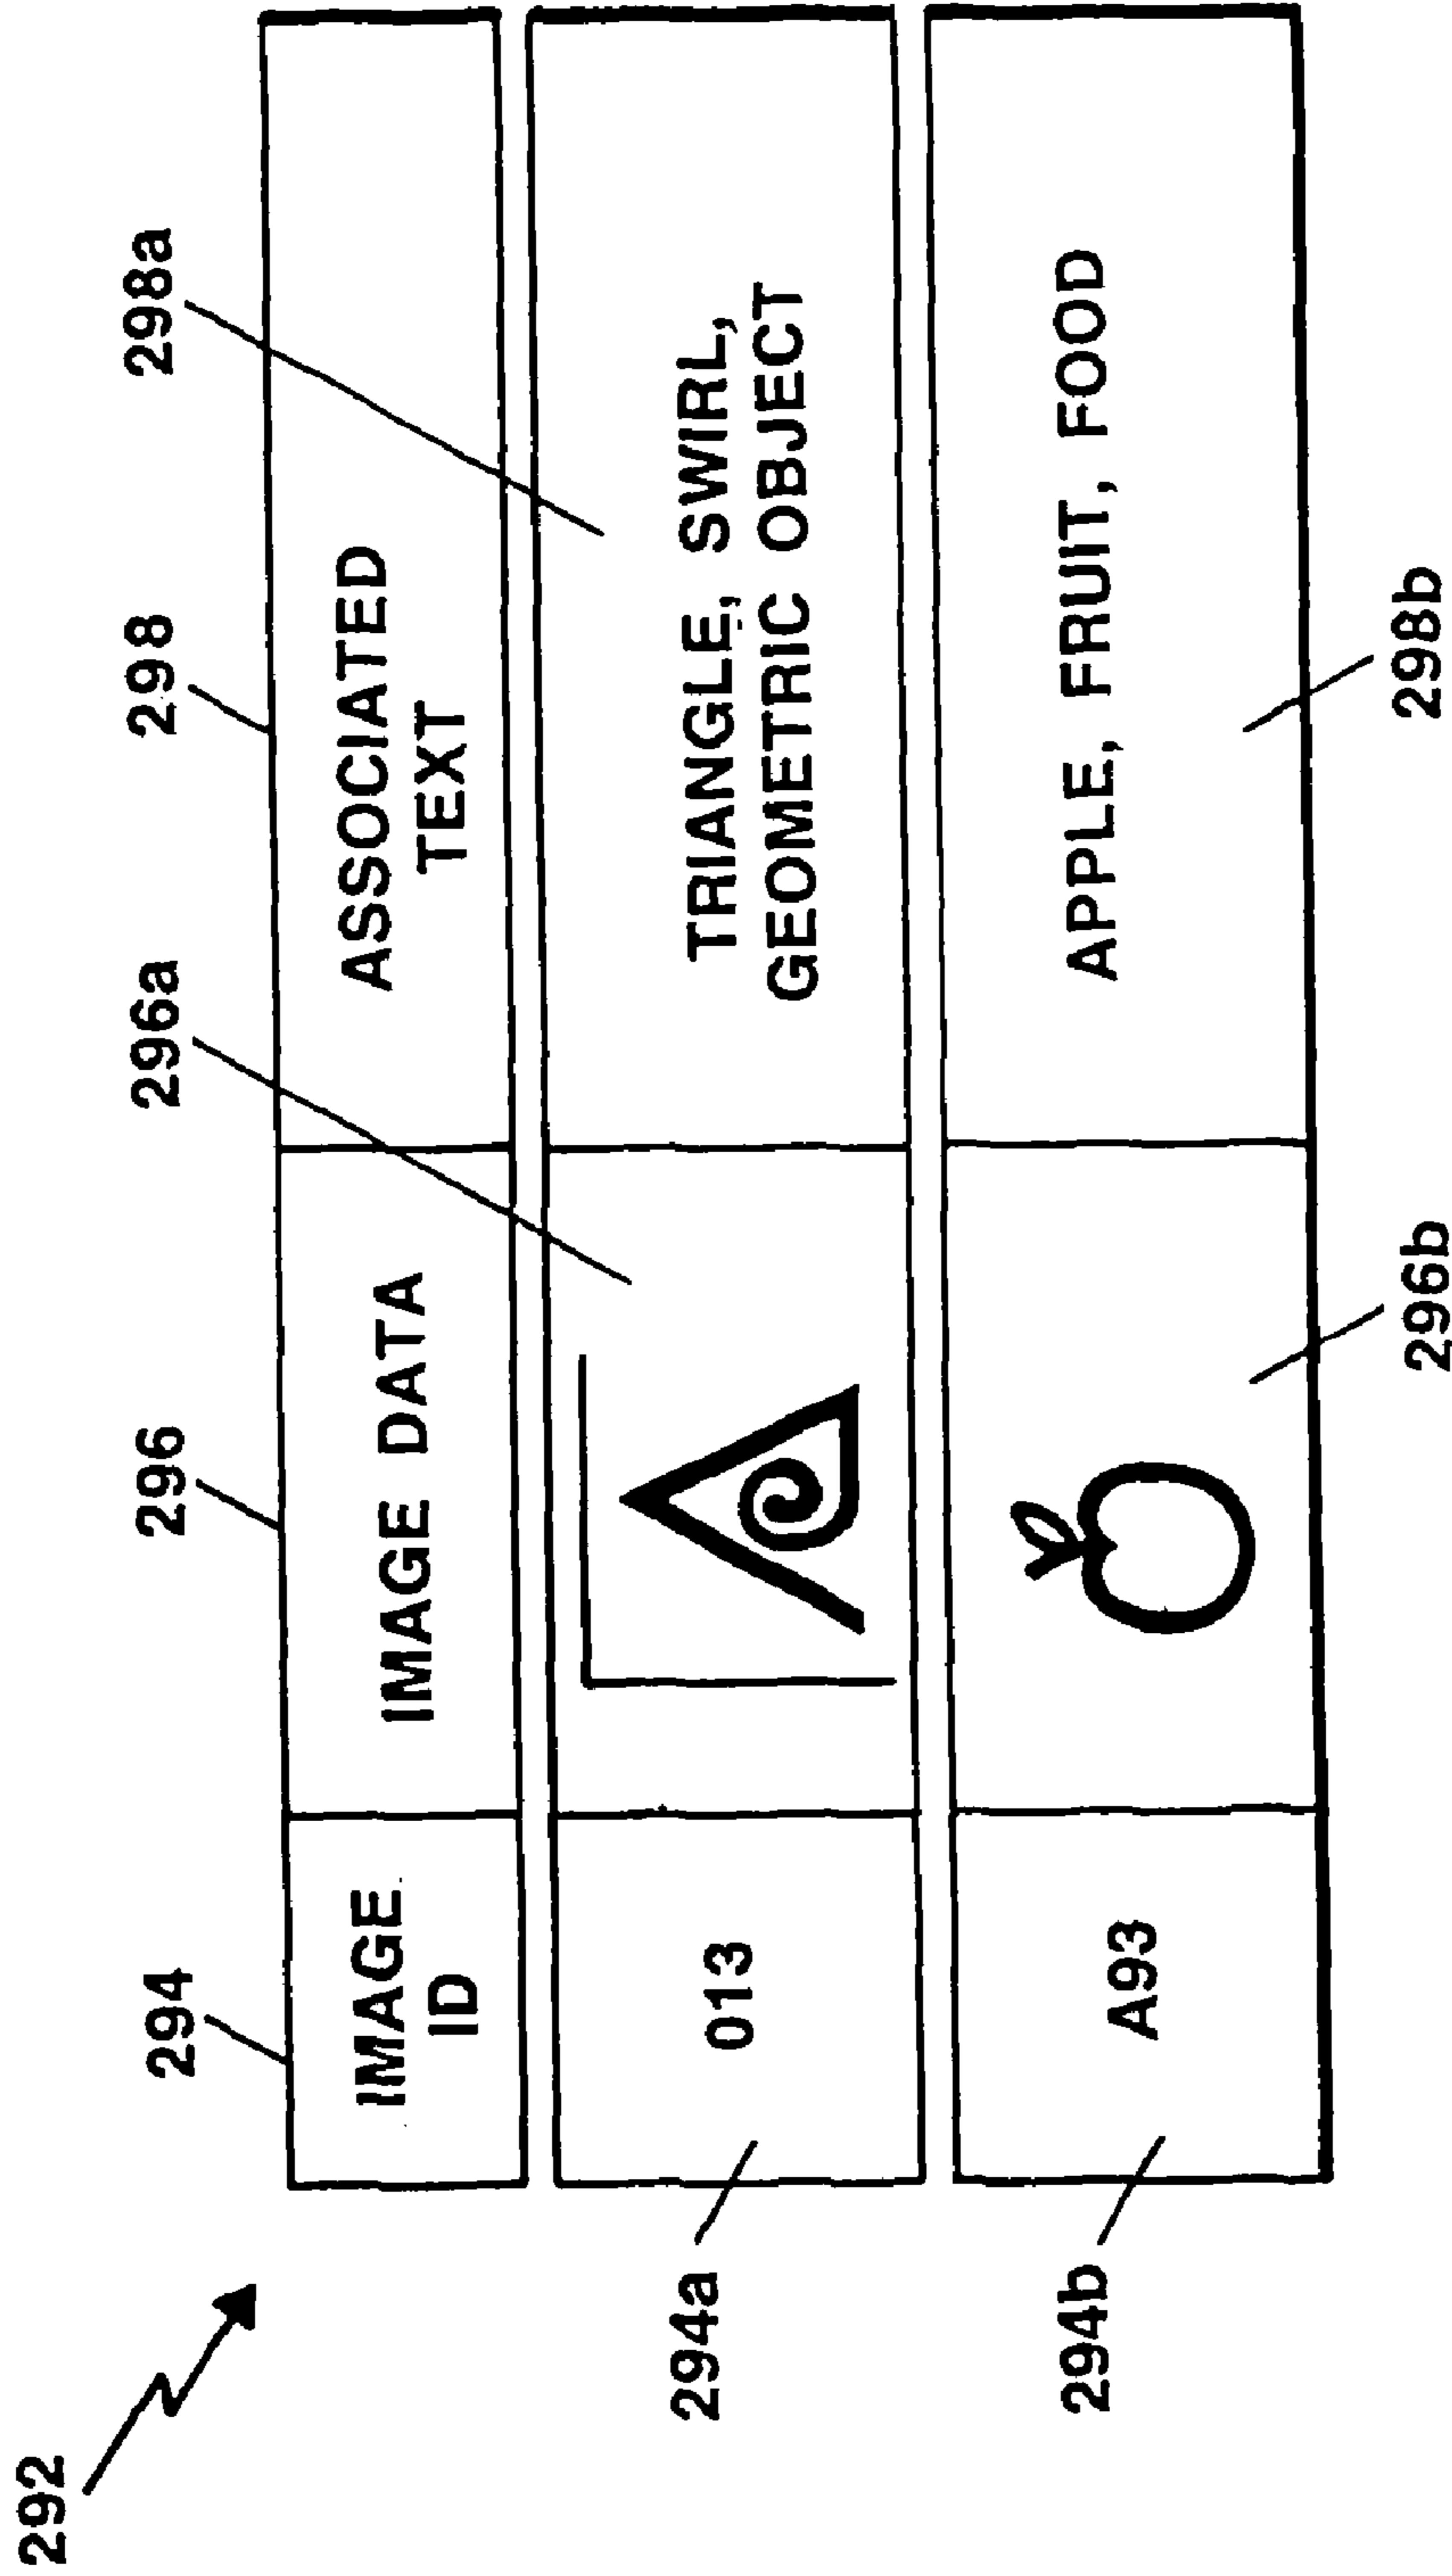 292
294
296
296a
298
298a
IMAGE
ID
IMAGE DATA
ASSOCIATED
TEXT
294a
013
TRIANGLE, SWIRL,
GEOMETRIC OBJECT
294b
A93
APPLE, FRUIT, FOOD
296b
298b